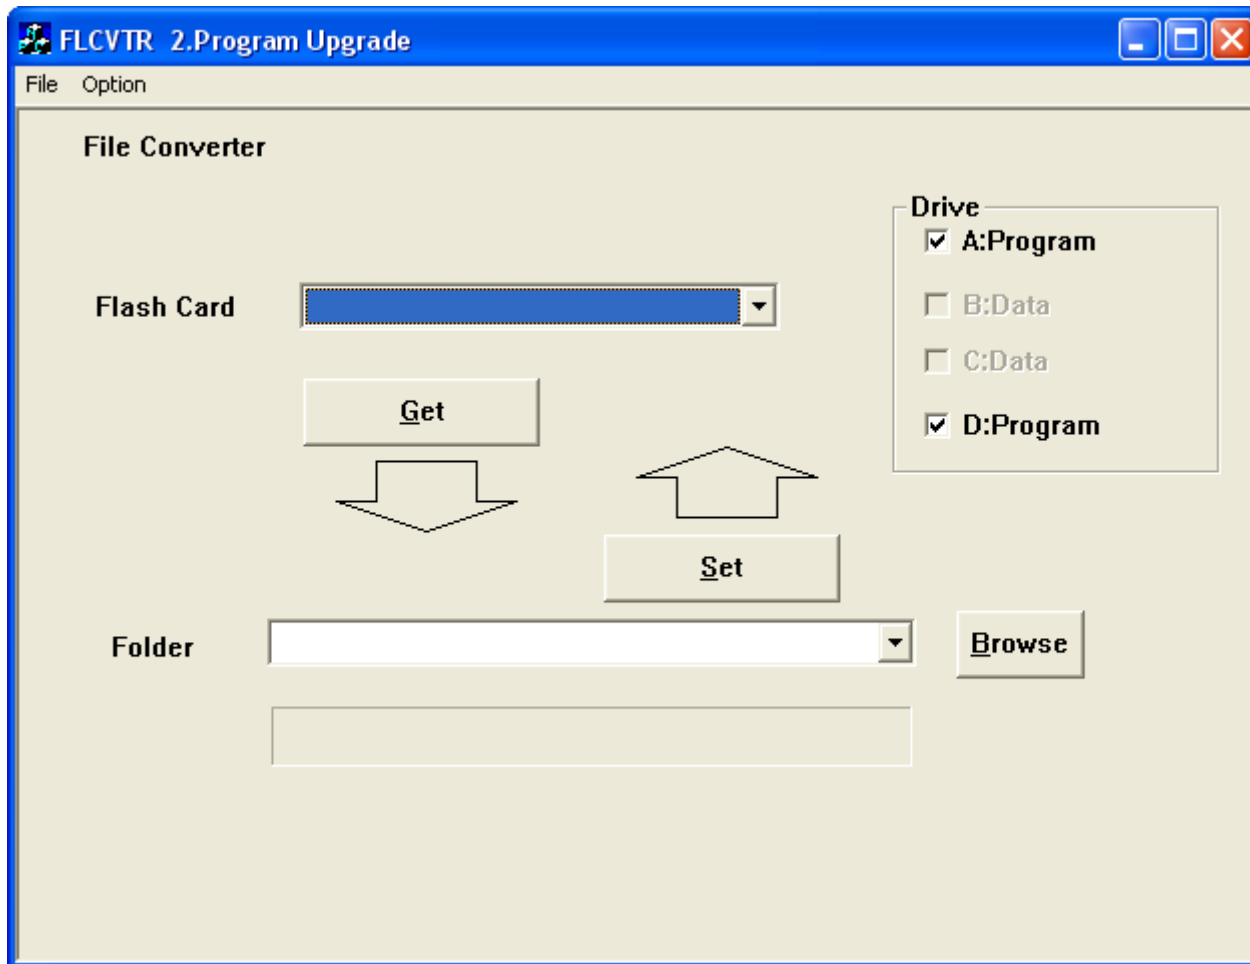 FLCVTR 2.Program Upgrade
File Option
File Converter
Drive
A:Program
Flash Card
B:Data
C:Data
Get
D:Program
Set
Folder
Browse